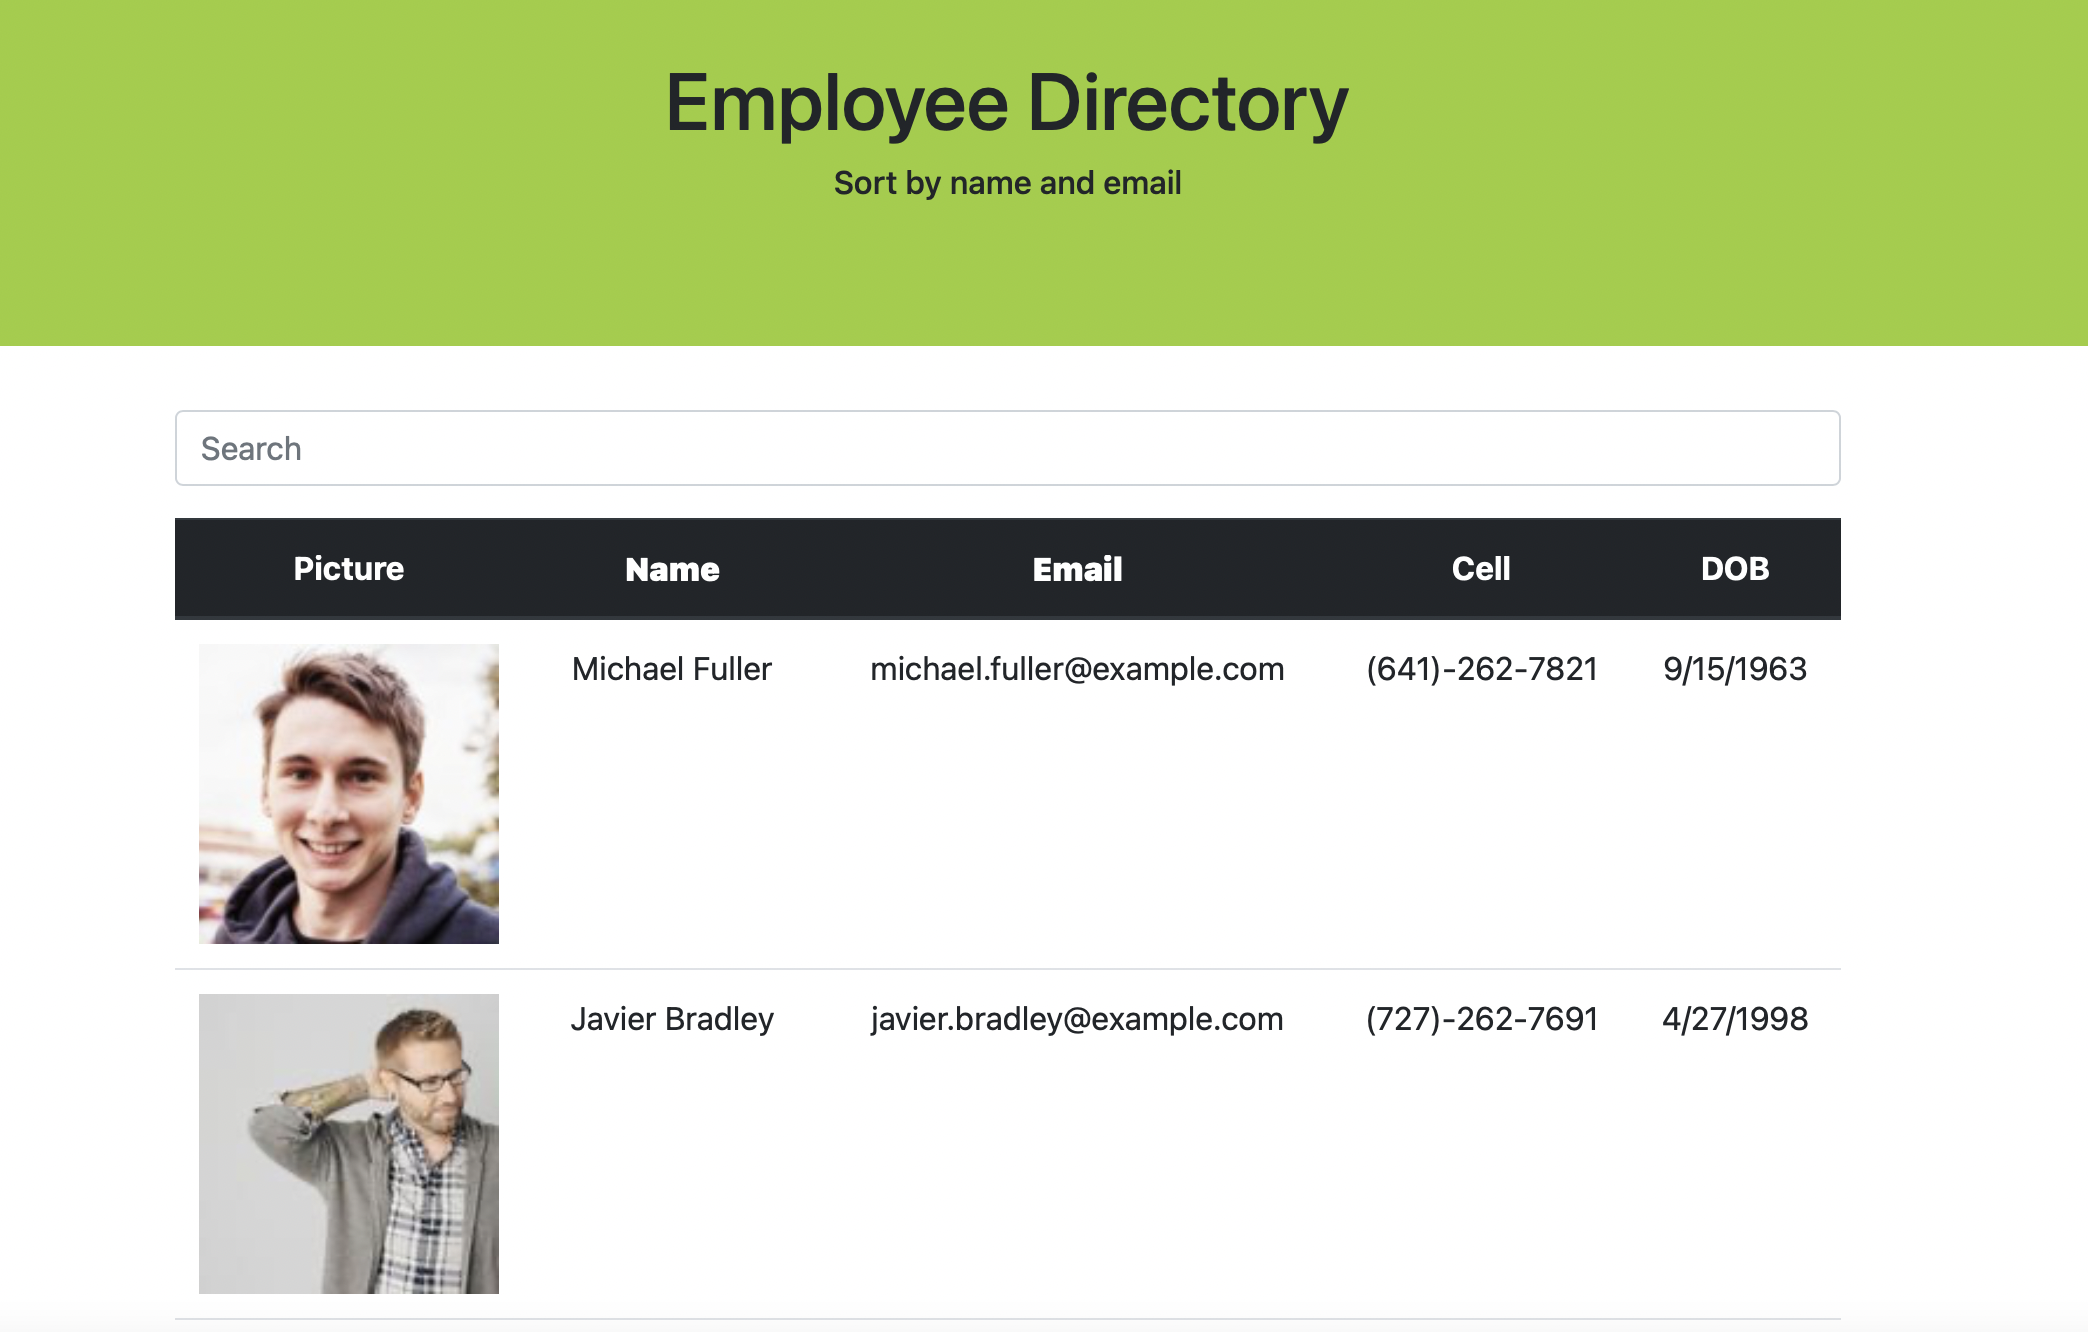 Employee Directory
Sort by name and email
Search
Picture Name Email Cell DOB
Michael Fuller michael.fuller@example.com (641)-262-7821 9/15/1963
Javier Bradley javier.bradley@example.com (727)-262-7691 4/27/1998